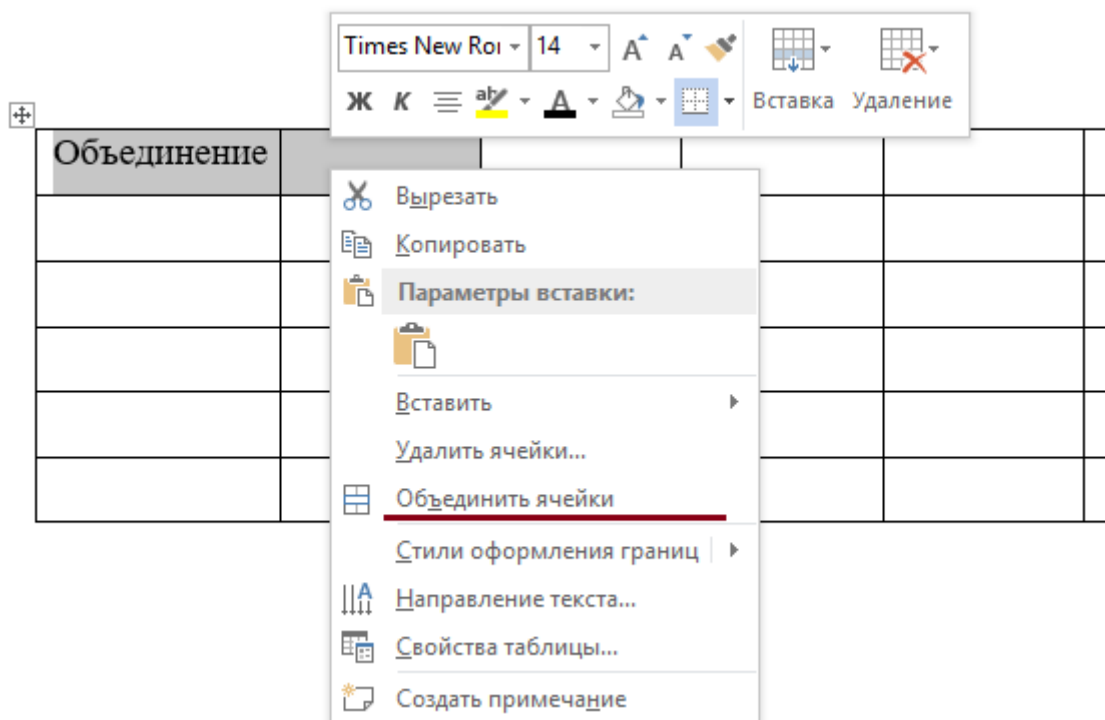 Times New Roı 14
Ж К Вставка Удаление
Объединение
Вырезать
Копировать
Параметры вставки:
Вставить
Удалить ячейки...
Объединить ячейки
Стили оформления границ
Направление текста...
Свойства таблицы...
Создать примечание